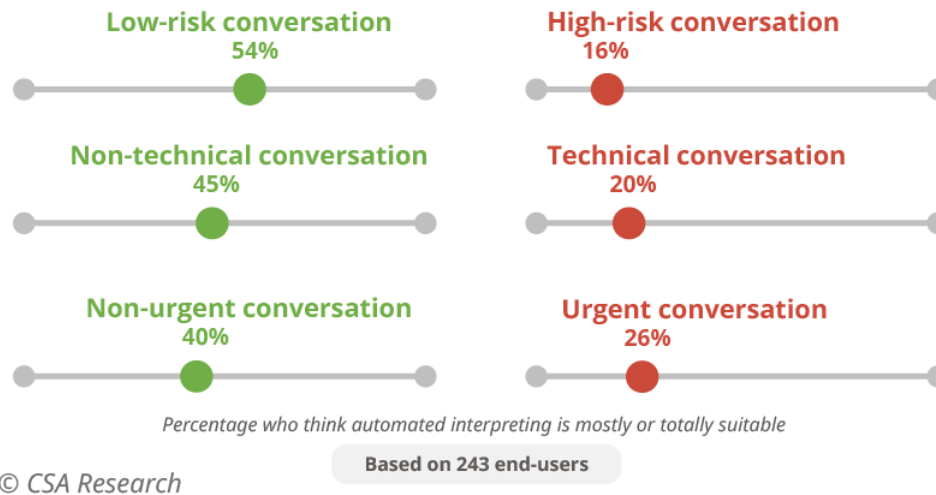 Low-risk conversation
54%
High-risk conversation
16%
Non-technical conversation
45%
Technical conversation
20%
Non-urgent conversation
40%
Urgent conversation
26%
Percentage who think automated interpreting is mostly or totally suitable
Based on 243 end-users
© CSA Research